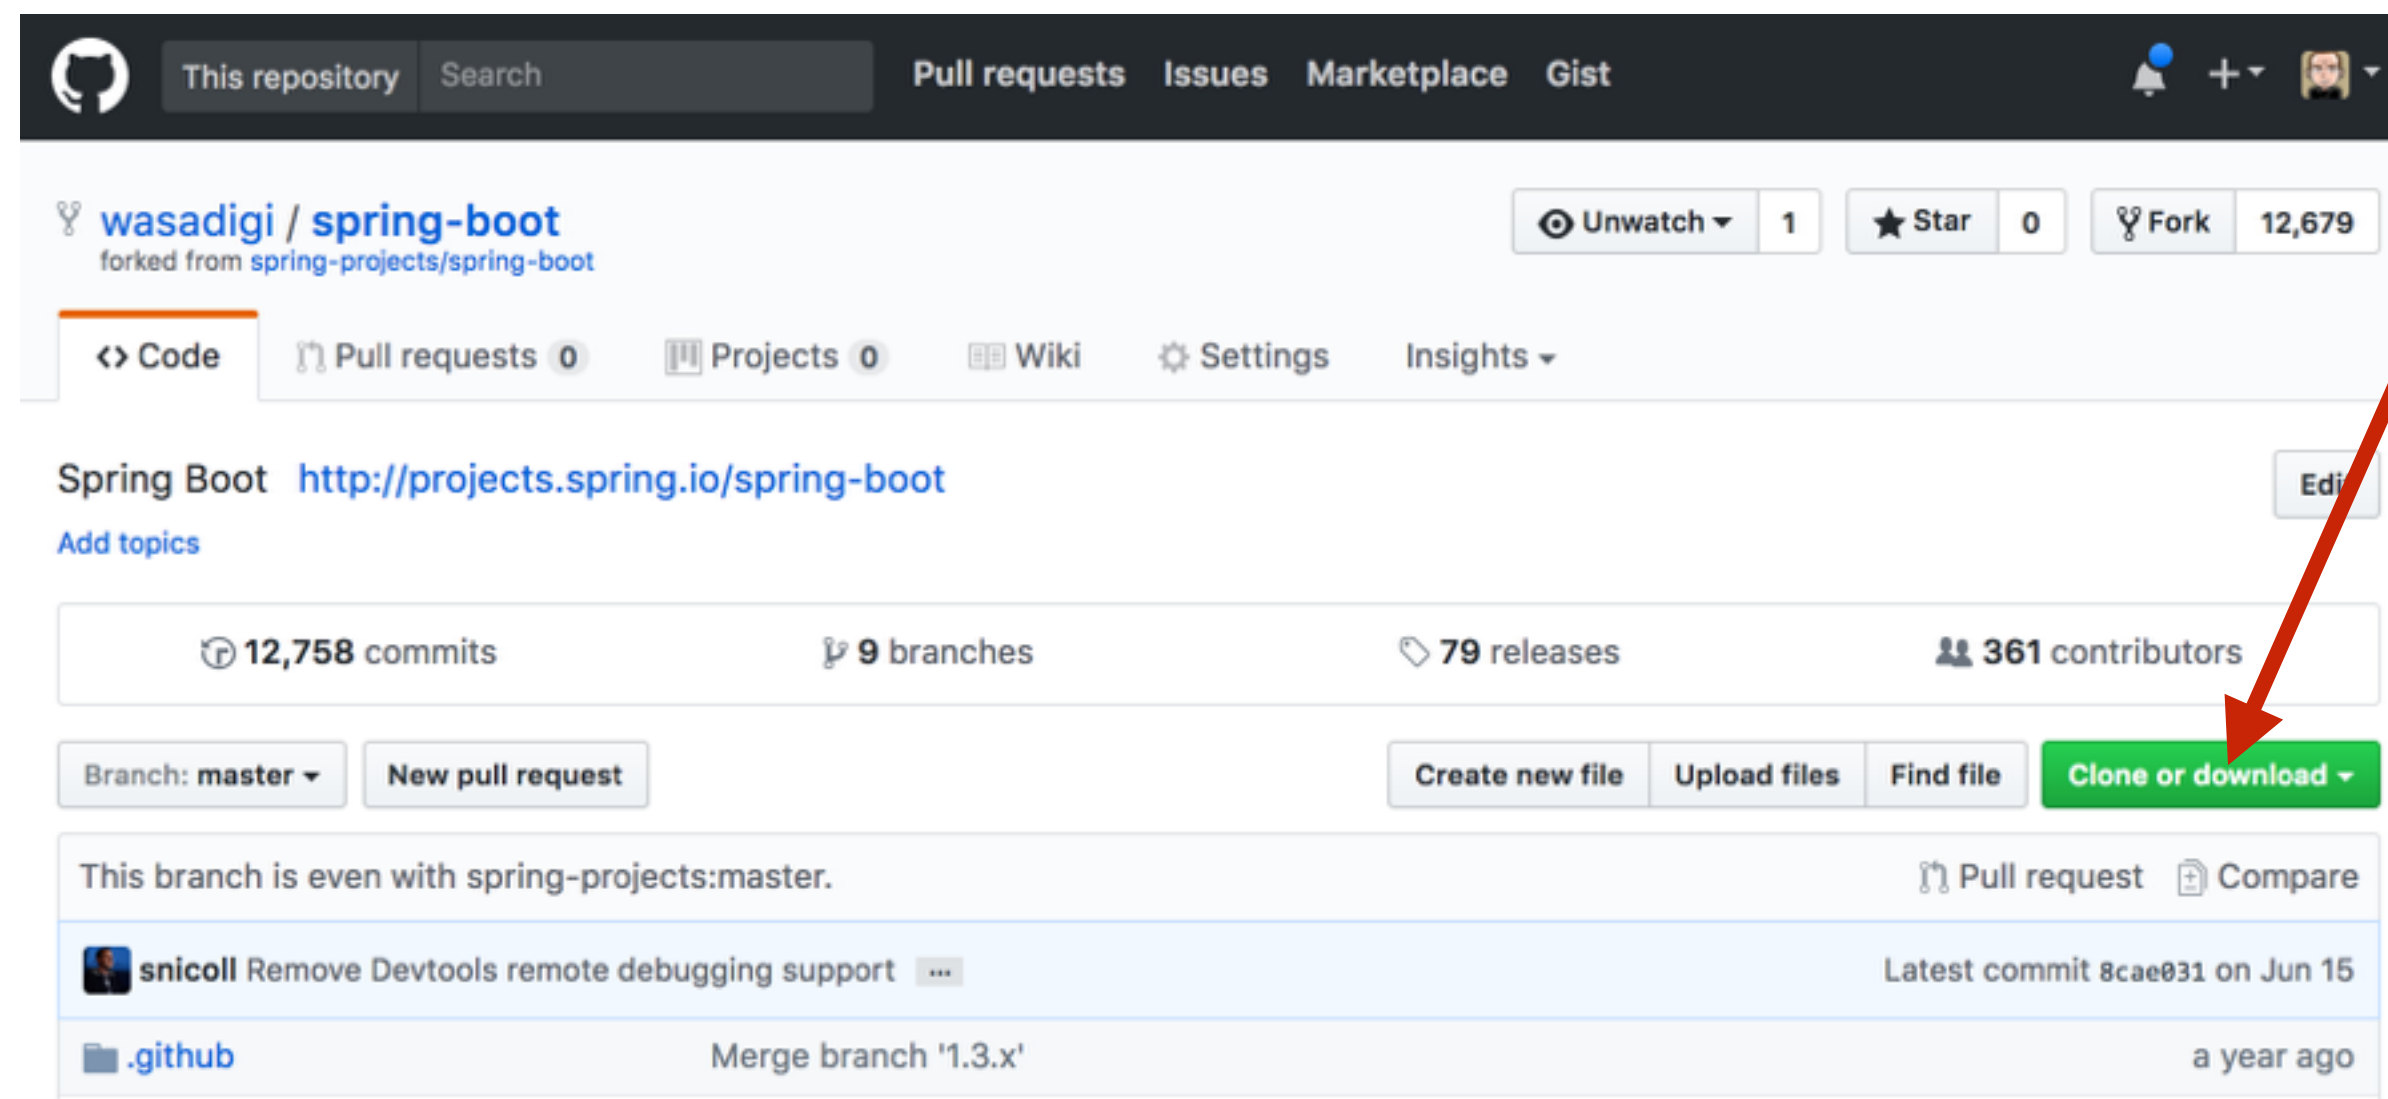 This repository Search Pull requests Issues Marketplace Gist
wasadigi / spring-boot Unwatch 1 Star 0 Fork 12,679
forked from spring-projects/spring-boot
<> Code Pull requests 0 Projects 0 Wiki Settings Insights
Spring Boot http://projects.spring.io/spring-boot
Add topics
12,758 commits 9 branches 79 releases 361 contributors
Branch: master New pull request Create new file Upload files Find file Clone or download
This branch is even with spring-projects:master. Pull request Compare
snicoll Remove Devtools remote debugging support ... Latest commit 8cae031 on Jun 15
.github Merge branch '1.3.x' a year ago